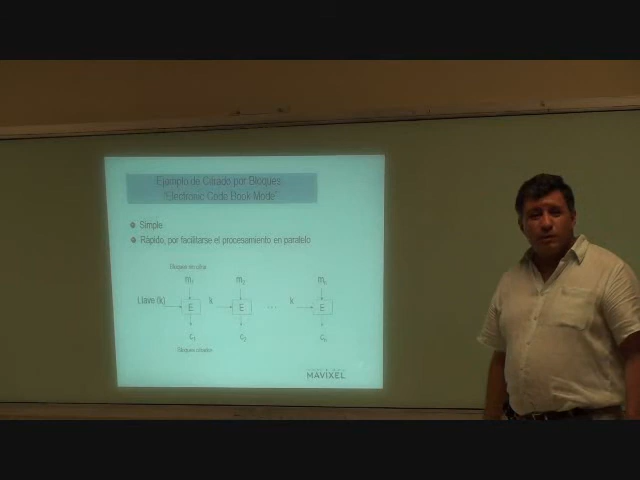 Ejemplo de Cifrado por Bloques:
"Electronic Code Book Mode"
Simple
Rápido, por facilitarse el procesamiento en paralelo
Bloques en claro
m₁ m₂ mₙ
Llave (k) E k E ... k E
c₁ c₂ cₙ
Bloques cifrados
MAVIXEL